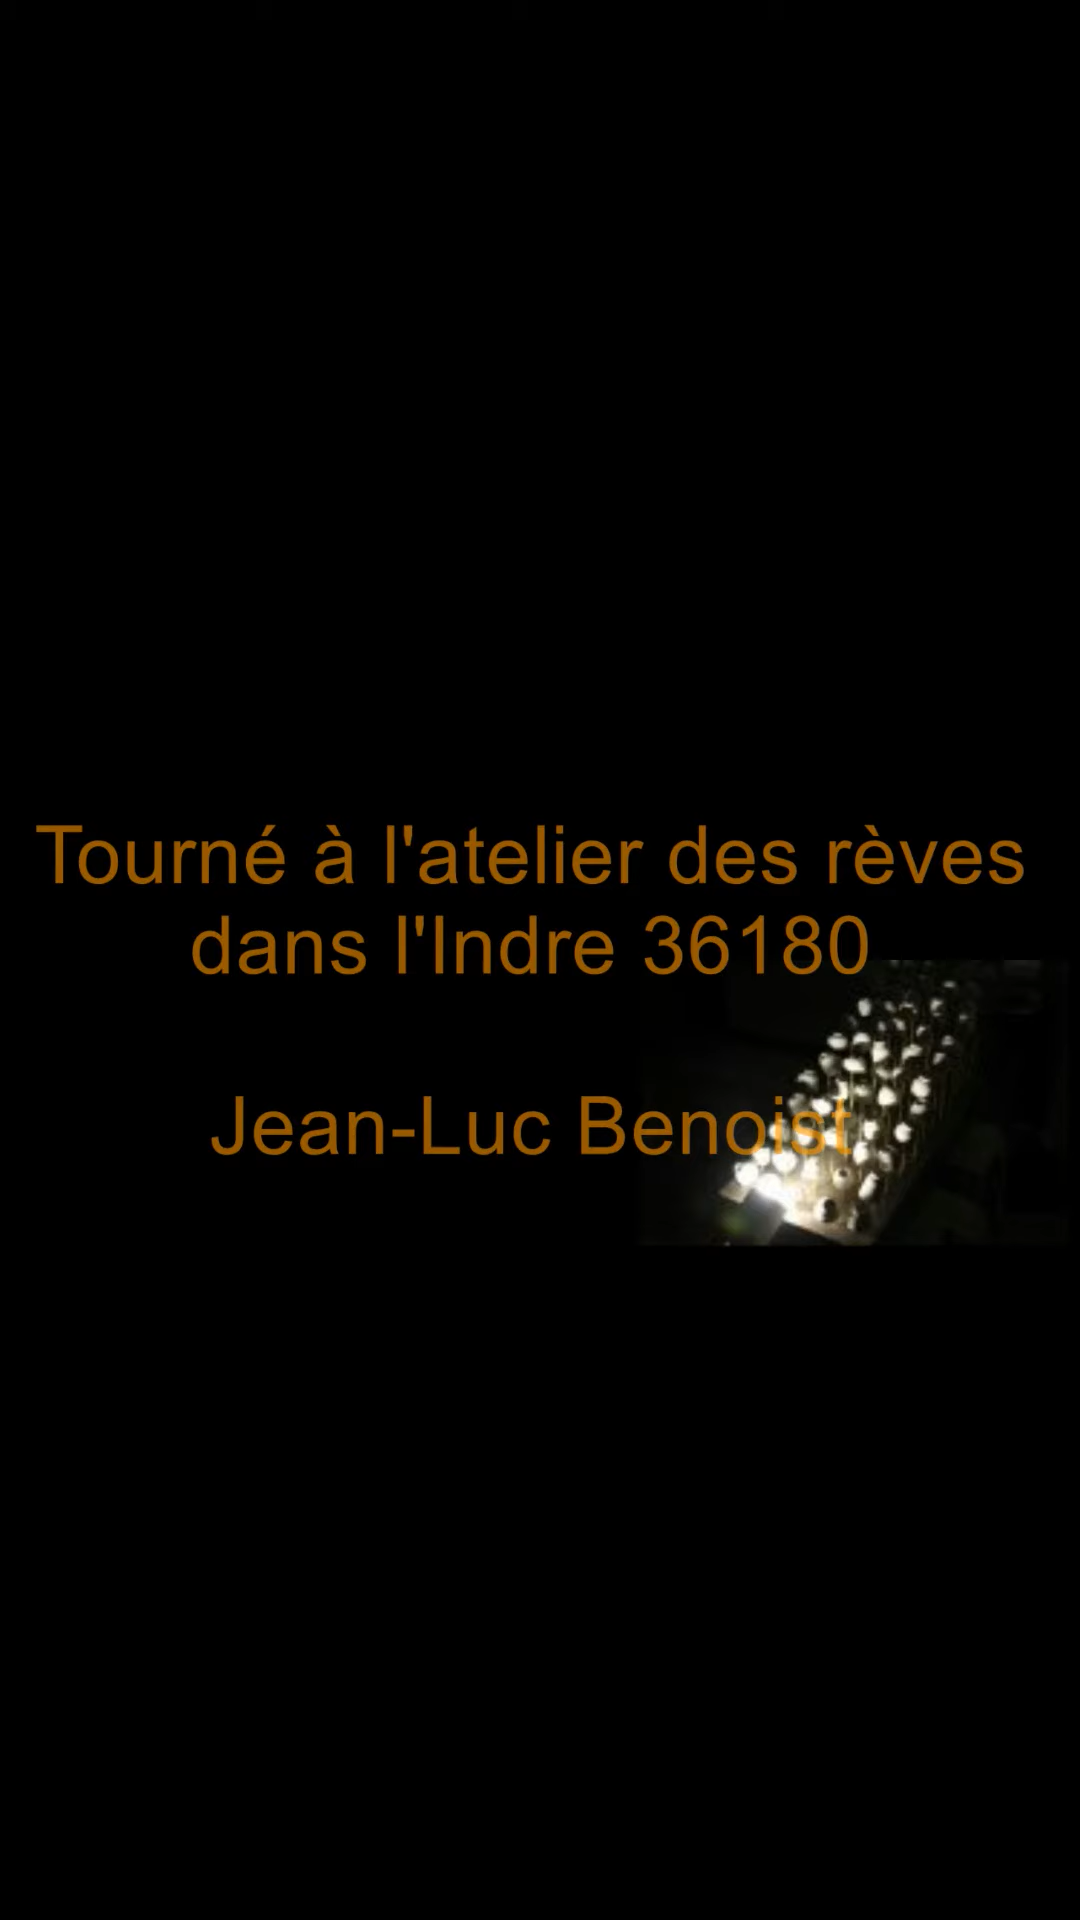 Tourné à l'atelier des rèves
dans l'Indre 36180
Jean-Luc Benoist